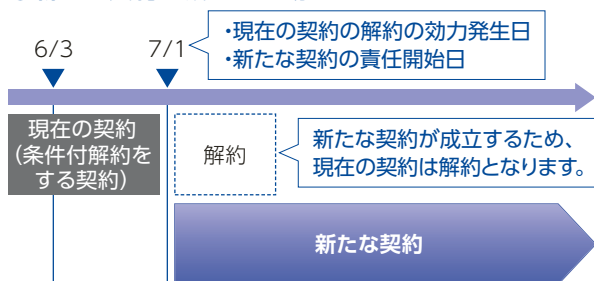 6/3
7/1
・現在の契約の解約の効力発生日
・新たな契約の責任開始日
現在の契約
(条件付解約を
する契約)
解約
新たな契約が成立するため、
現在の契約は解約となります。
新たな契約